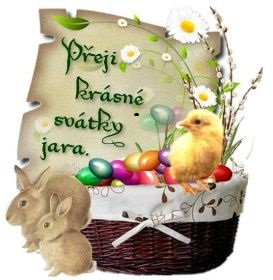 Přeji
krásné
svátky
jara.